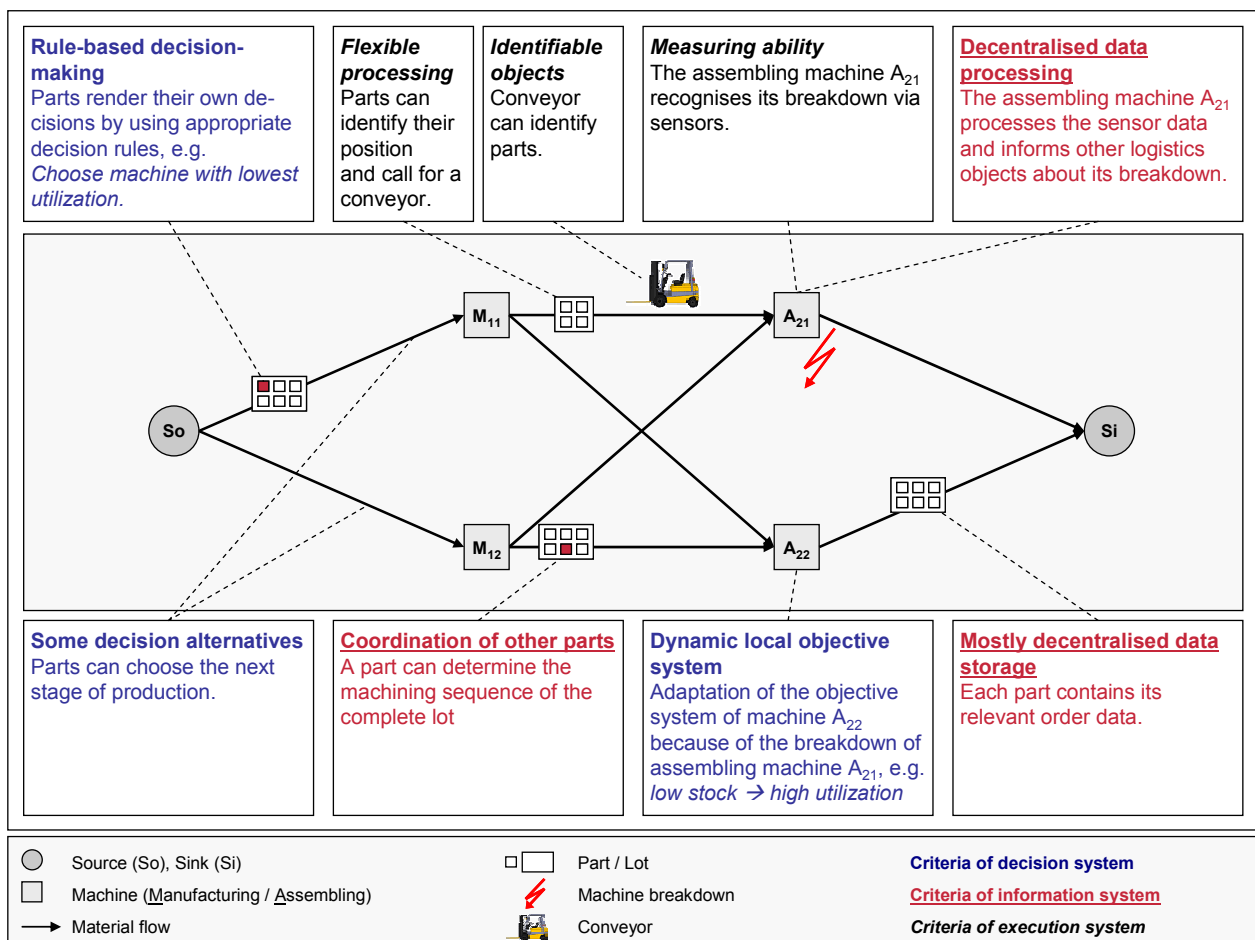 Rule-based decision-
making
Parts render their own de-
cisions by using appropriate
decision rules, e.g.
Choose machine with lowest
utilization.
Flexible
processing
Parts can
identify their
position
and call for a
conveyor.
Identifiable
objects
Conveyor
can identify
parts.
Measuring ability
The assembling machine A21
recognises its breakdown via
sensors.
Decentralised data
processing
The assembling machine A21
processes the sensor data
and informs other logistics
objects about its breakdown.
M11
A21
So
Si
M12
A22
Some decision alternatives
Parts can choose the next
stage of production.
Coordination of other parts
A part can determine the
machining sequence of the
complete lot
Dynamic local objective
system
Adaptation of the objective
system of machine A22
because of the breakdown of
assembling machine A21, e.g.
low stock → high utilization
Mostly decentralised data
storage
Each part contains its
relevant order data.
Source (So), Sink (Si)
Part / Lot
Criteria of decision system
Machine (Manufacturing / Assembling)
Machine breakdown
Criteria of information system
Material flow
Conveyor
Criteria of execution system